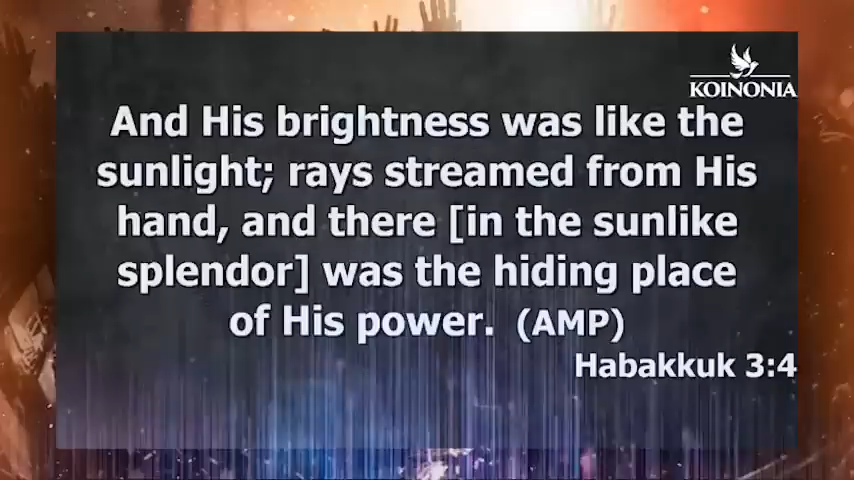 KOINONIA
And His brightness was like the
sunlight; rays streamed from His
hand, and there [in the sunlike
splendor] was the hiding place
of His power. (AMP)
Habakkuk 3:4